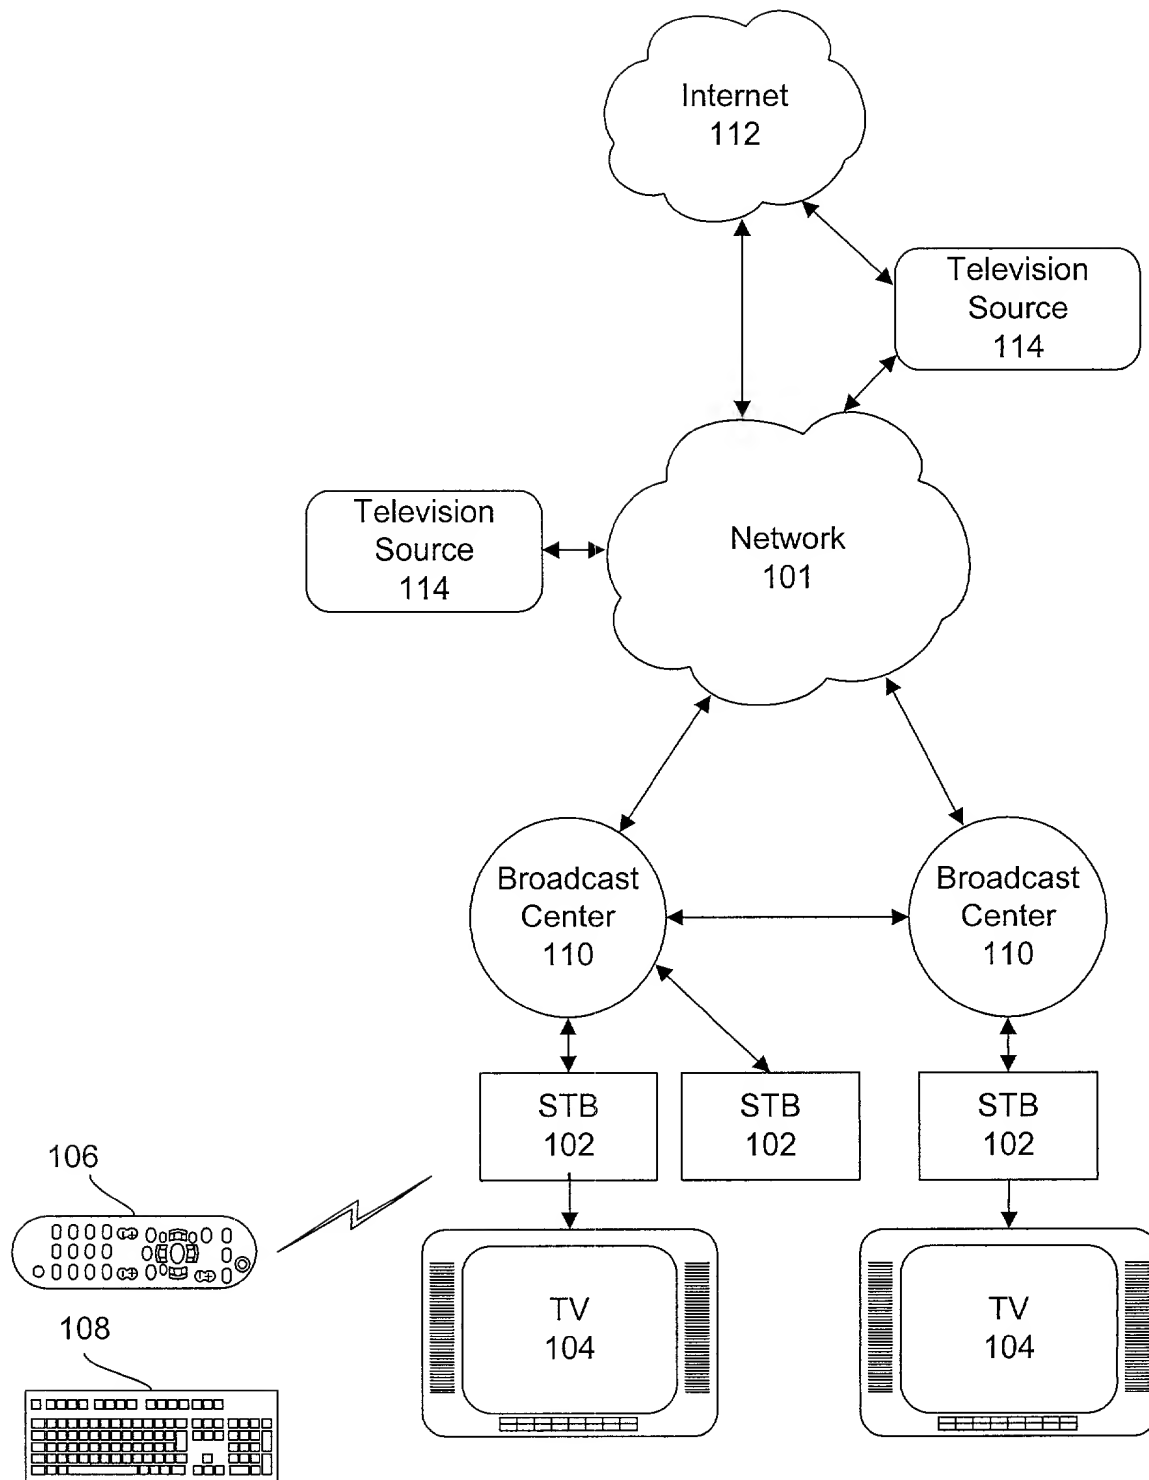 Internet
112
Television
Source
114
Television
Source
114
Network
101
Broadcast
Center
110
Broadcast
Center
110
STB
102
STB
102
STB
102
106
TV
104
TV
104
108